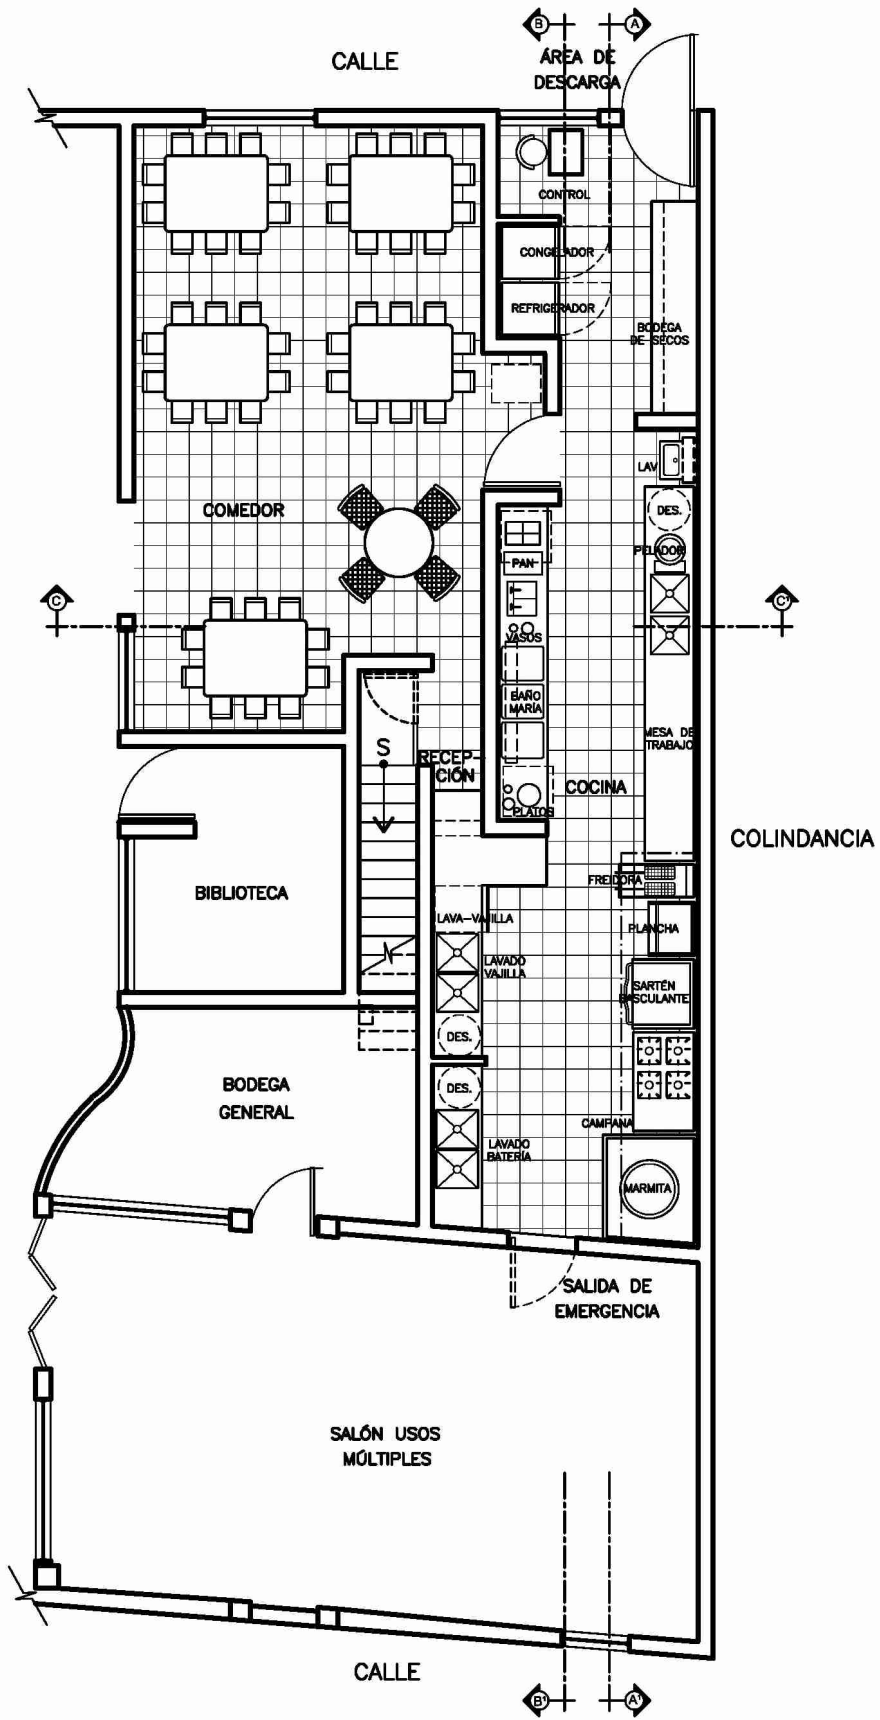 B
A
CALLE
ÁREA DE
DESCARGA
CONTROL
CONGELADOR
REFRIGERADOR
BODEGA
DE SECOS
LAV
DES.
COMEDOR
PELADOR
PAN
C
C'
VASOS
BAÑO
MARÍA
MESA DE
TRABAJO
S
RECEP-
CIÓN
COCINA
PLATOS
COLINDANCIA
BIBLIOTECA
FREIDORA
LAVA-VAJILLA
PLANCHA
LAVADO
VAJILLA
SARTÉN
BASCULANTE
DES.
BODEGA
GENERAL
DES.
CAMPANA
LAVADO
BATERÍA
MARMITA
SALIDA DE
EMERGENCIA
SALÓN USOS
MÚLTIPLES
CALLE
B'
A'